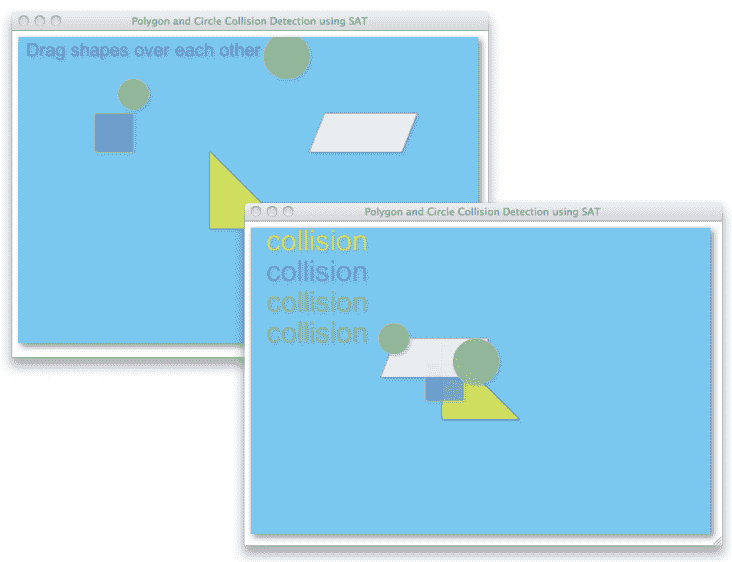 Polygon and Circle Collision Detection using SAT
Drag shapes over each other
Polygon and Circle Collision Detection using SAT
collision
collision
collision
collision